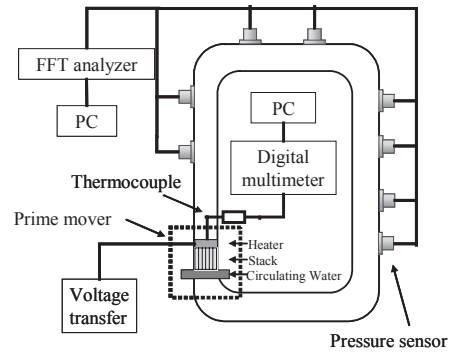 FFT analyzer
PC
PC
Digital
multimeter
Thermocouple
Prime mover
Heater
Stack
Circulating Water
Voltage
transfer
Pressure sensor